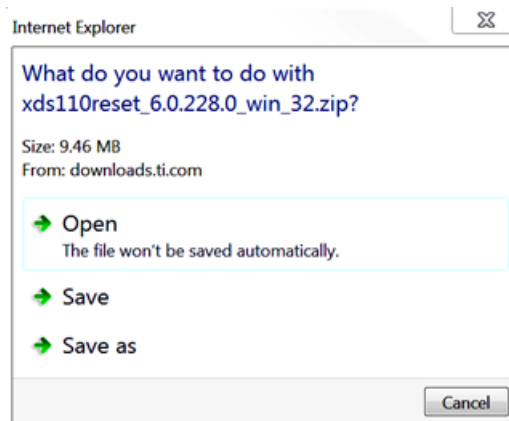 Internet Explorer
What do you want to do with
xds110reset_6.0.228.0_win_32.zip?
Size: 9.46 MB
From: downloads.ti.com
Open
The file won't be saved automatically.
Save
Save as
Cancel